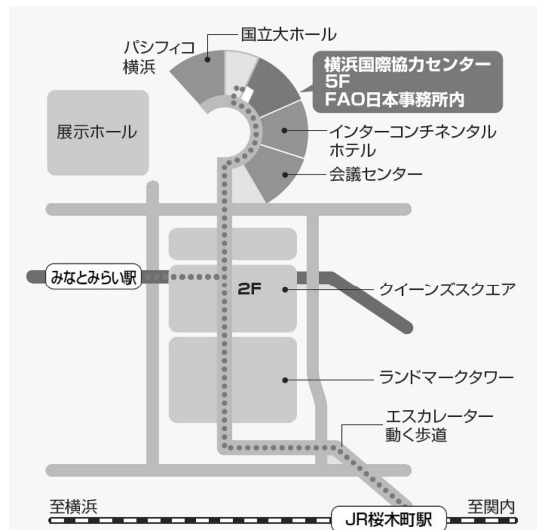 国立大ホール
パシフィコ
横浜
横浜国際協力センター
5F
FAO日本事務所内
展示ホール
インターコンチネンタル
ホテル
会議センター
みなとみらい駅
2F
クイーンズスクエア
ランドマークタワー
エスカレーター
動く歩道
至横浜
至関内
JR桜木町駅